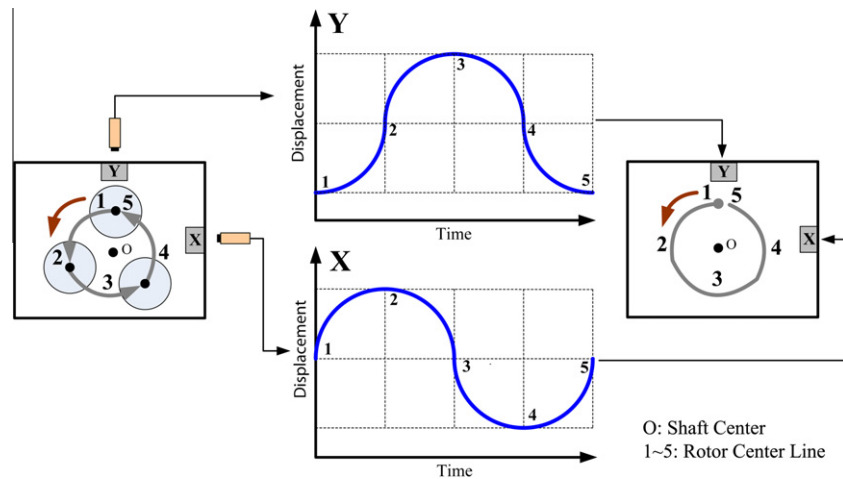 Y
Displacement
1
2
3
4
5
Time
Y
1 5
2
O
4
3
X
X
Displacement
1
2
3
4
5
Time
Y
1 5
2
O
4
3
X
O: Shaft Center
1~5: Rotor Center Line